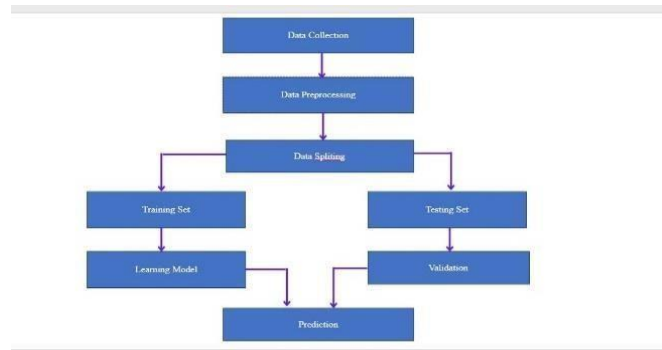 Data Collection
Data Preprocessing
Data Spliting
Training Set
Testing Set
Learning Model
Validation
Prediction